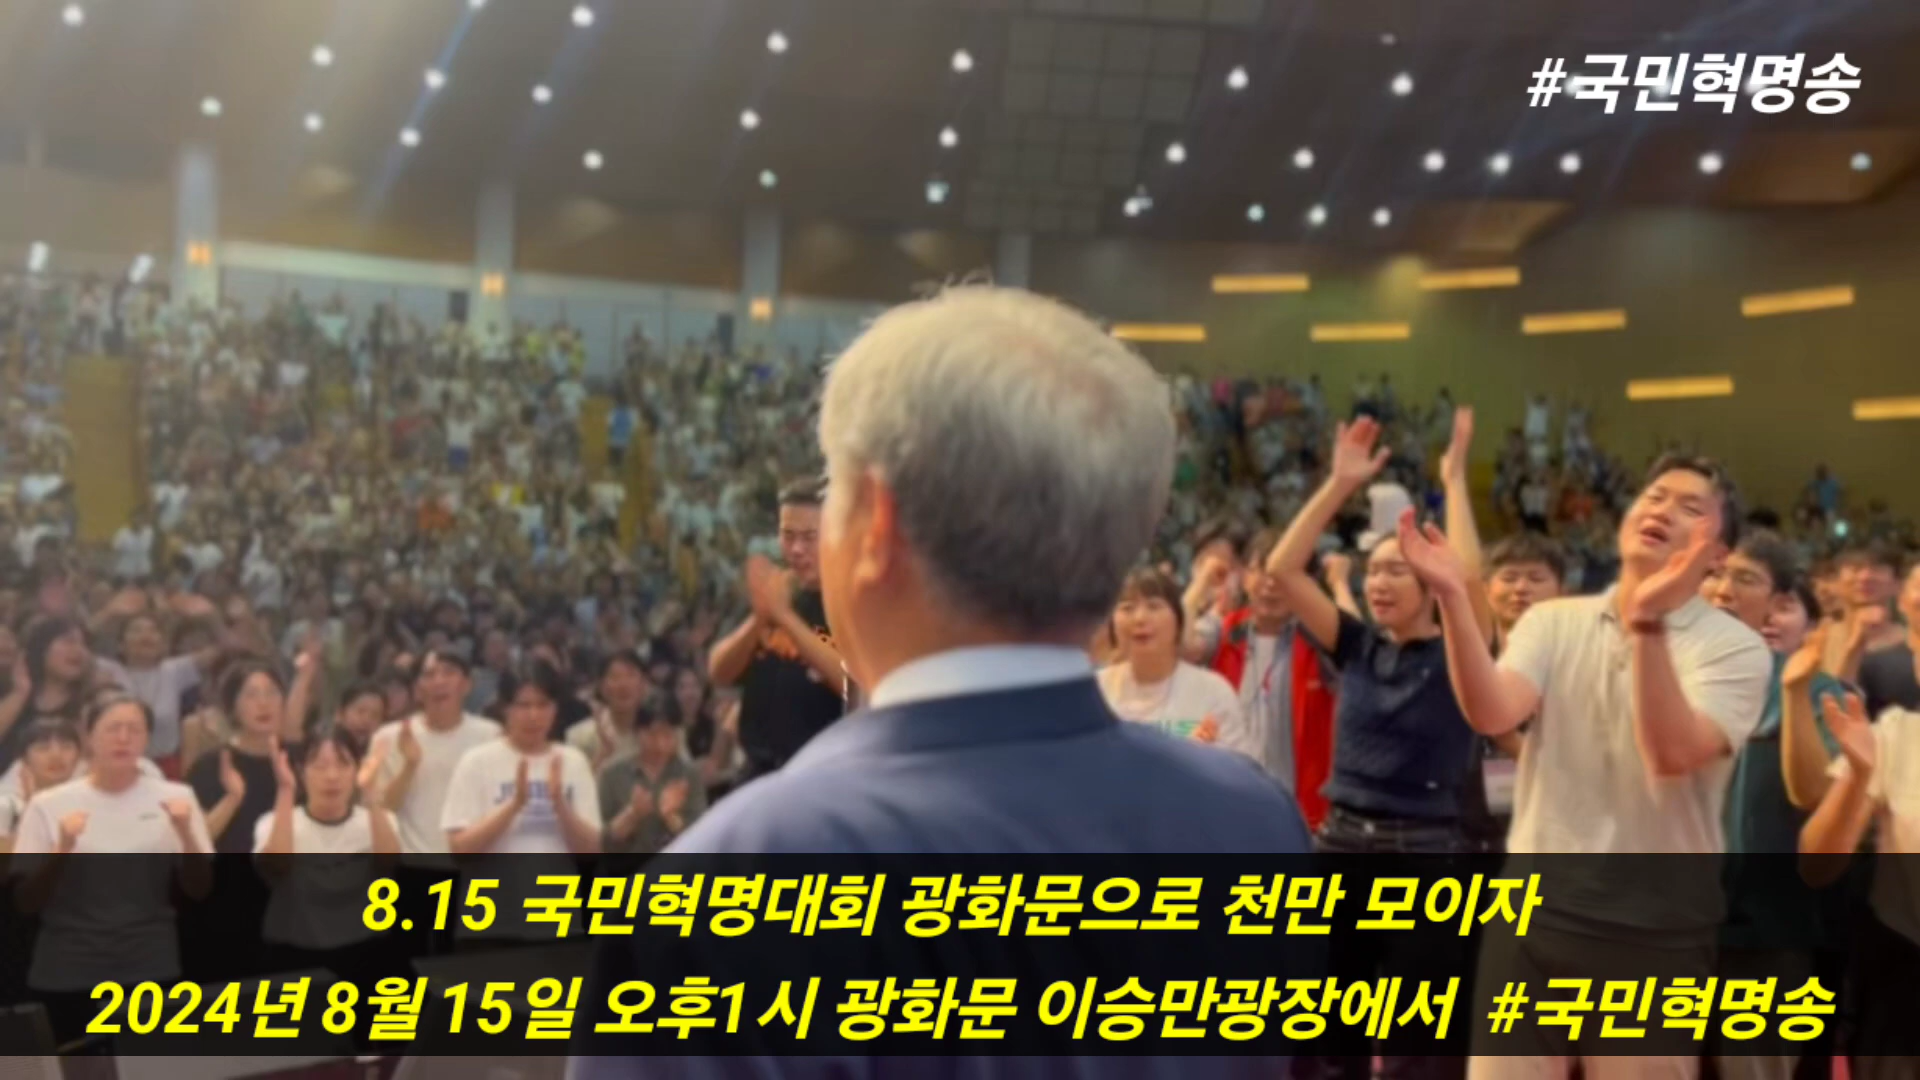 #국민혁명송
8.15 국민혁명대회 광화문으로 천만 모이자
2024년 8월 15일 오후1시 광화문 이승만광장에서 #국민혁명송